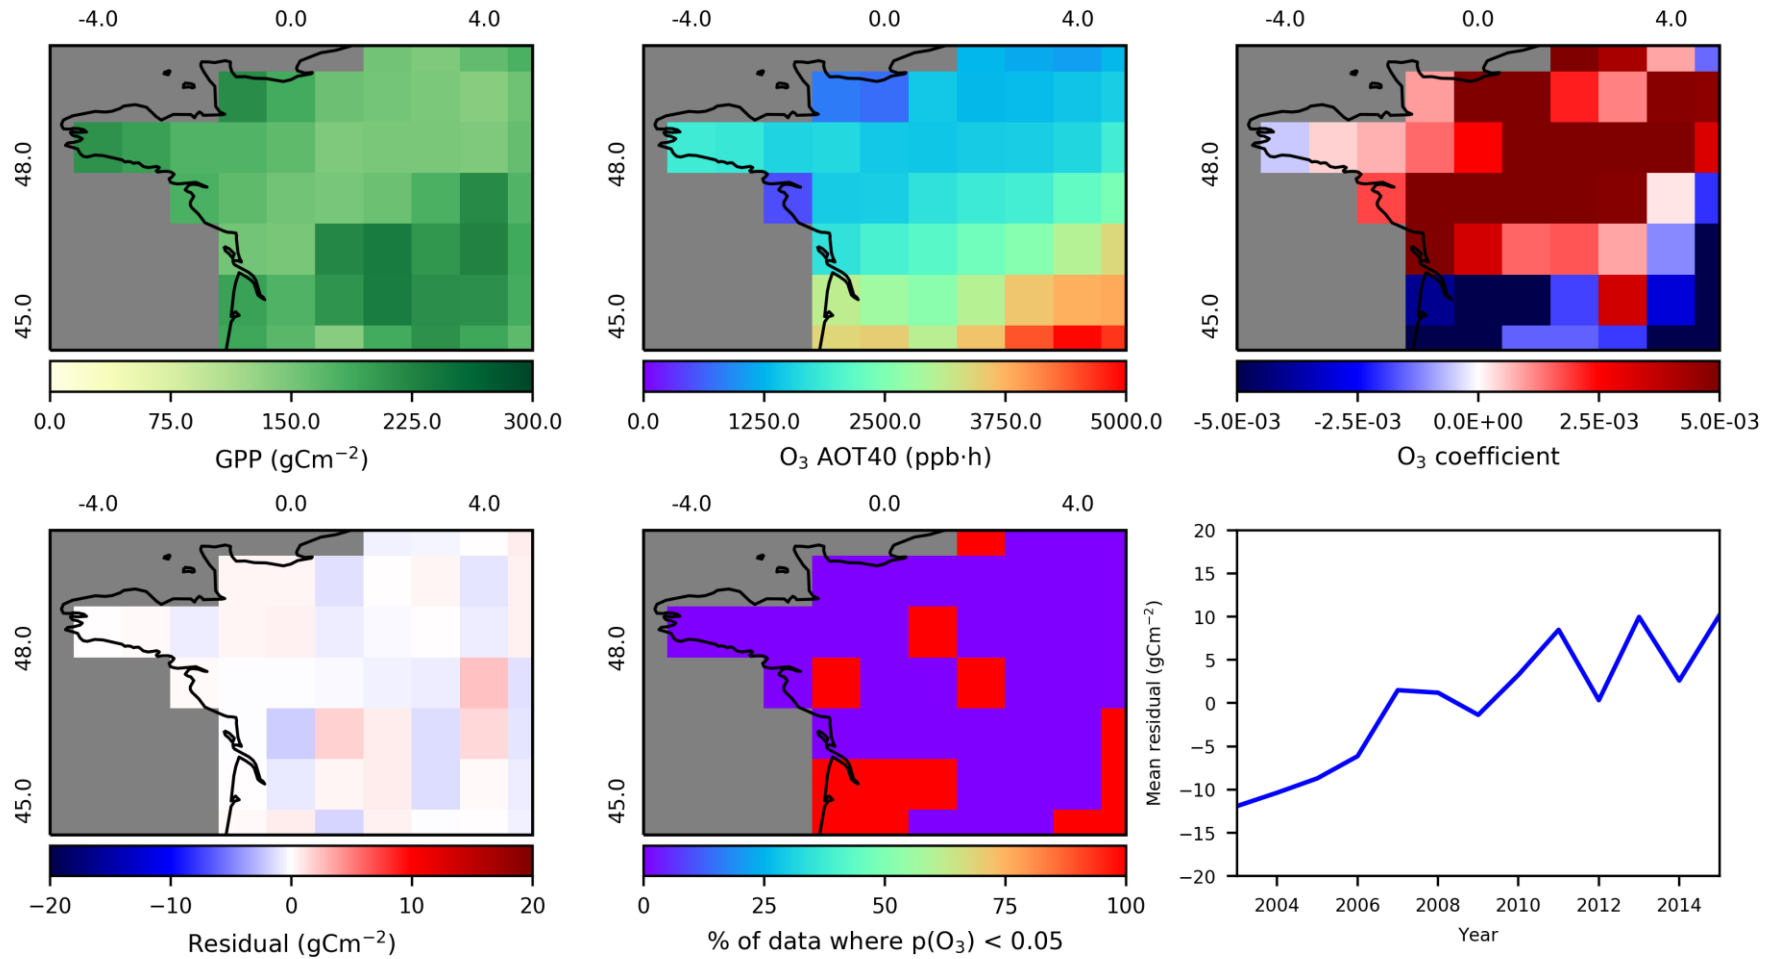 -4.0 0.0 4.0
48.0
45.0
0.0 75.0 150.0 225.0 300.0
GPP (gCm⁻²)
-4.0 0.0 4.0
48.0
45.0
0.0 1250.0 2500.0 3750.0 5000.0
O₃ AOT40 (ppb·h)
-4.0 0.0 4.0
48.0
45.0
-5.0E-03 -2.5E-03 0.0E+00 2.5E-03 5.0E-03
O₃ coefficient
-4.0 0.0 4.0
48.0
45.0
−20 −10 0 10 20
Residual (gCm⁻²)
-4.0 0.0 4.0
48.0
45.0
0 25 50 75 100
% of data where p(O₃) < 0.05
Mean residual (gCm⁻²)
20
15
10
5
0
−5
−10
−15
−20
2004 2006 2008 2010 2012 2014
Year